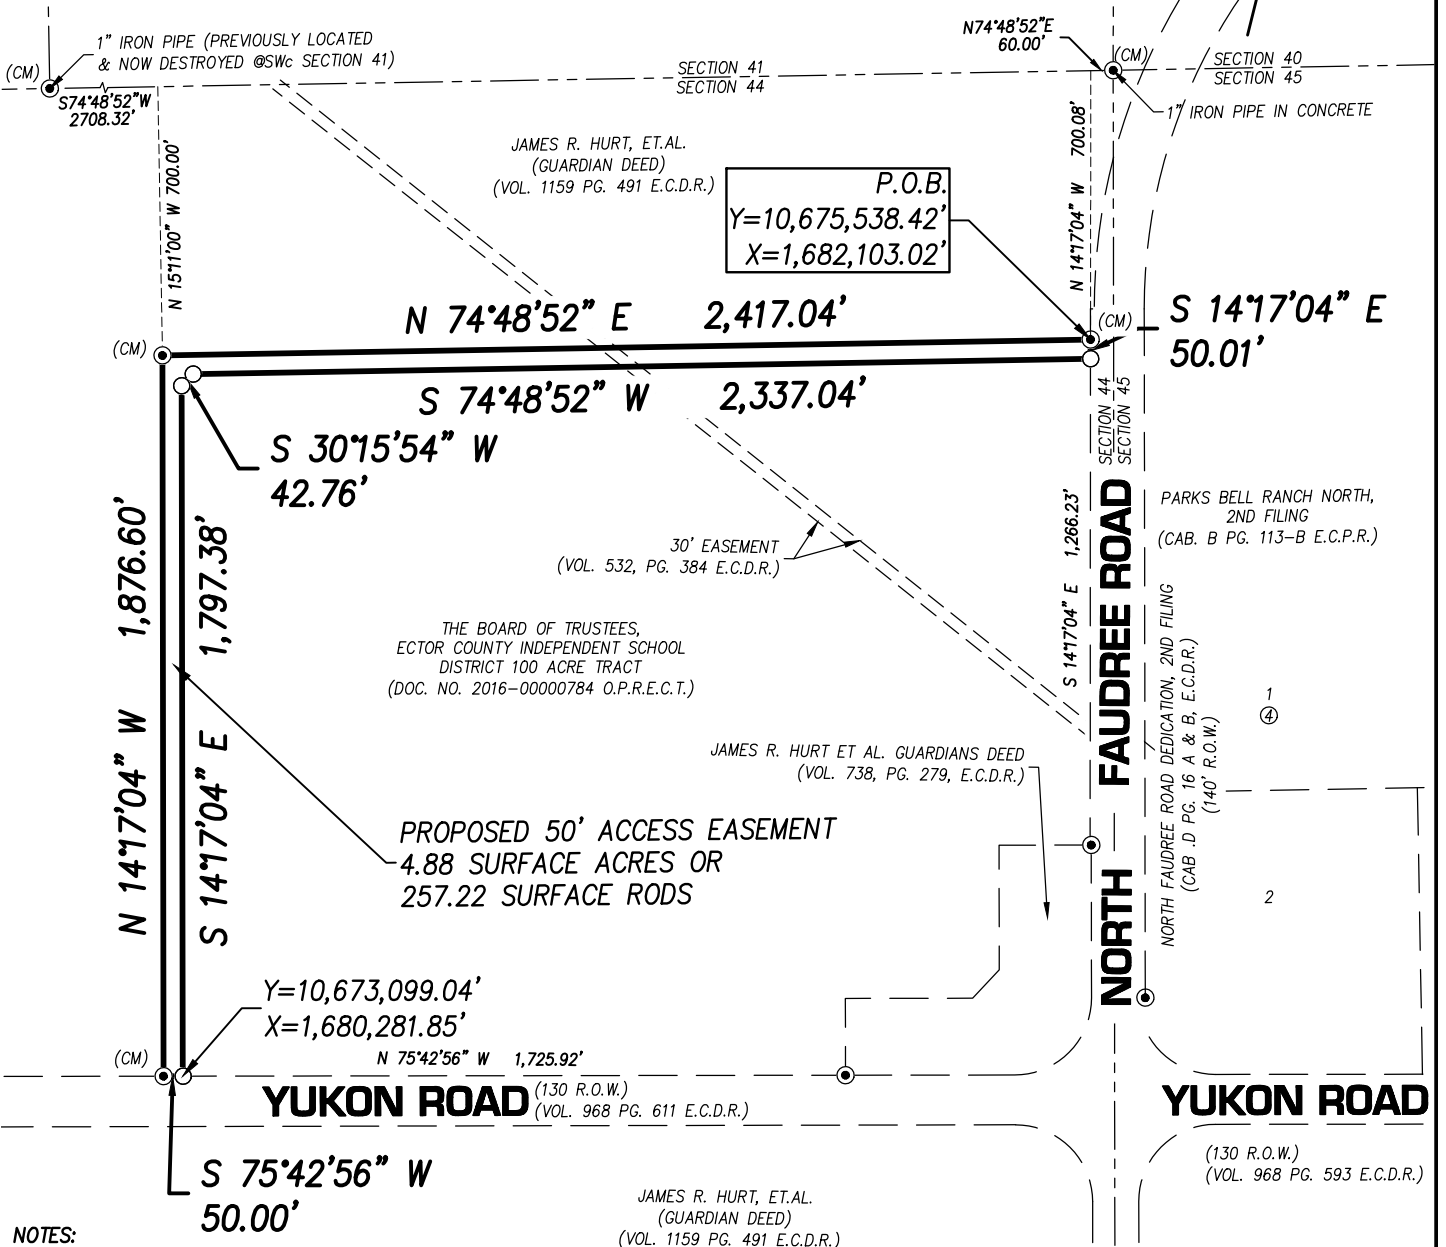 1" IRON PIPE (PREVIOUSLY LOCATED
& NOW DESTROYED @SWc SECTION 41)
(CM)
S74°48'52"W
2708.32'
SECTION 41
SECTION 44
N74°48'52"E
60.00'
(CM)
SECTION 40
SECTION 45
1" IRON PIPE IN CONCRETE
N 15°11'00" W 700.00'
JAMES R. HURT, ET.AL.
(GUARDIAN DEED)
(VOL. 1159 PG. 491 E.C.D.R.)
P.O.B.
Y=10,675,538.42'
X=1,682,103.02'
N 14°17'04" W 700.08'
(CM)
N 74°48'52" E 2,417.04'
(CM)
S 14°17'04" E
50.01'
S 74°48'52" W 2,337.04'
S 30°15'54" W
42.76'
SECTION 44
SECTION 45
N 14°17'04" W 1,876.60'
S 14°17'04" E 1,797.38'
30' EASEMENT
(VOL. 532, PG. 384 E.C.D.R.)
S 14°17'04" E 1,266.23'
NORTH FAUDREE ROAD
PARKS BELL RANCH NORTH,
2ND FILING
(CAB. B PG. 113-B E.C.P.R.)
THE BOARD OF TRUSTEES,
ECTOR COUNTY INDEPENDENT SCHOOL
DISTRICT 100 ACRE TRACT
(DOC. NO. 2016-00000784 O.P.R.E.C.T.)
NORTH FAUDREE ROAD DEDICATION, 2ND FILING
(CAB .D PG. 16 A & B, E.C.D.R.)
(140' R.O.W.)
1
4
JAMES R. HURT ET AL. GUARDIANS DEED
(VOL. 738, PG. 279, E.C.D.R.)
PROPOSED 50' ACCESS EASEMENT
4.88 SURFACE ACRES OR
257.22 SURFACE RODS
2
Y=10,673,099.04'
X=1,680,281.85'
(CM)
N 75°42'56" W 1,725.92'
YUKON ROAD
(130 R.O.W.)
(VOL. 968 PG. 611 E.C.D.R.)
YUKON ROAD
(130 R.O.W.)
(VOL. 968 PG. 593 E.C.D.R.)
S 75°42'56" W
50.00'
JAMES R. HURT, ET.AL.
(GUARDIAN DEED)
(VOL. 1159 PG. 491 E.C.D.R.)
NOTES: